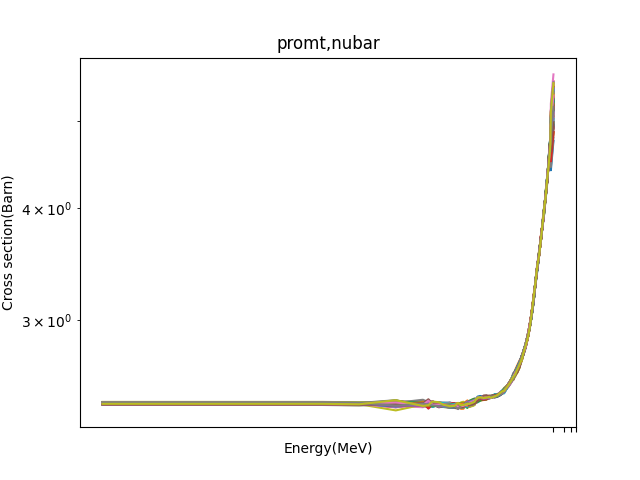 promt,nubar
Cross section(Barn)
4 × 10⁰
3 × 10⁰
Energy(MeV)